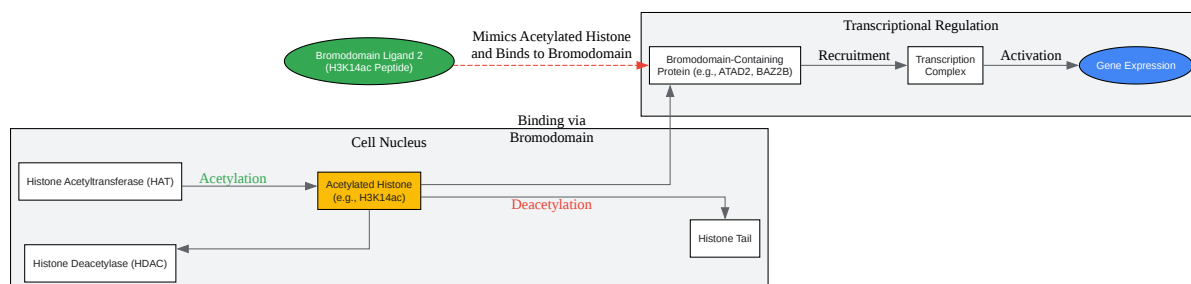 Transcriptional Regulation
Mimics Acetylated Histone
and Binds to Bromodomain
Bromodomain Ligand 2
(H3K14ac Peptide)
Bromodomain-Containing
Protein (e.g., ATAD2, BAZ2B)
Recruitment
Transcription
Complex
Activation
Gene Expression
Binding via
Bromodomain
Cell Nucleus
Histone Acetyltransferase (HAT)
Acetylation
Acetylated Histone
(e.g., H3K14ac)
Deacetylation
Histone Tail
Histone Deacetylase (HDAC)